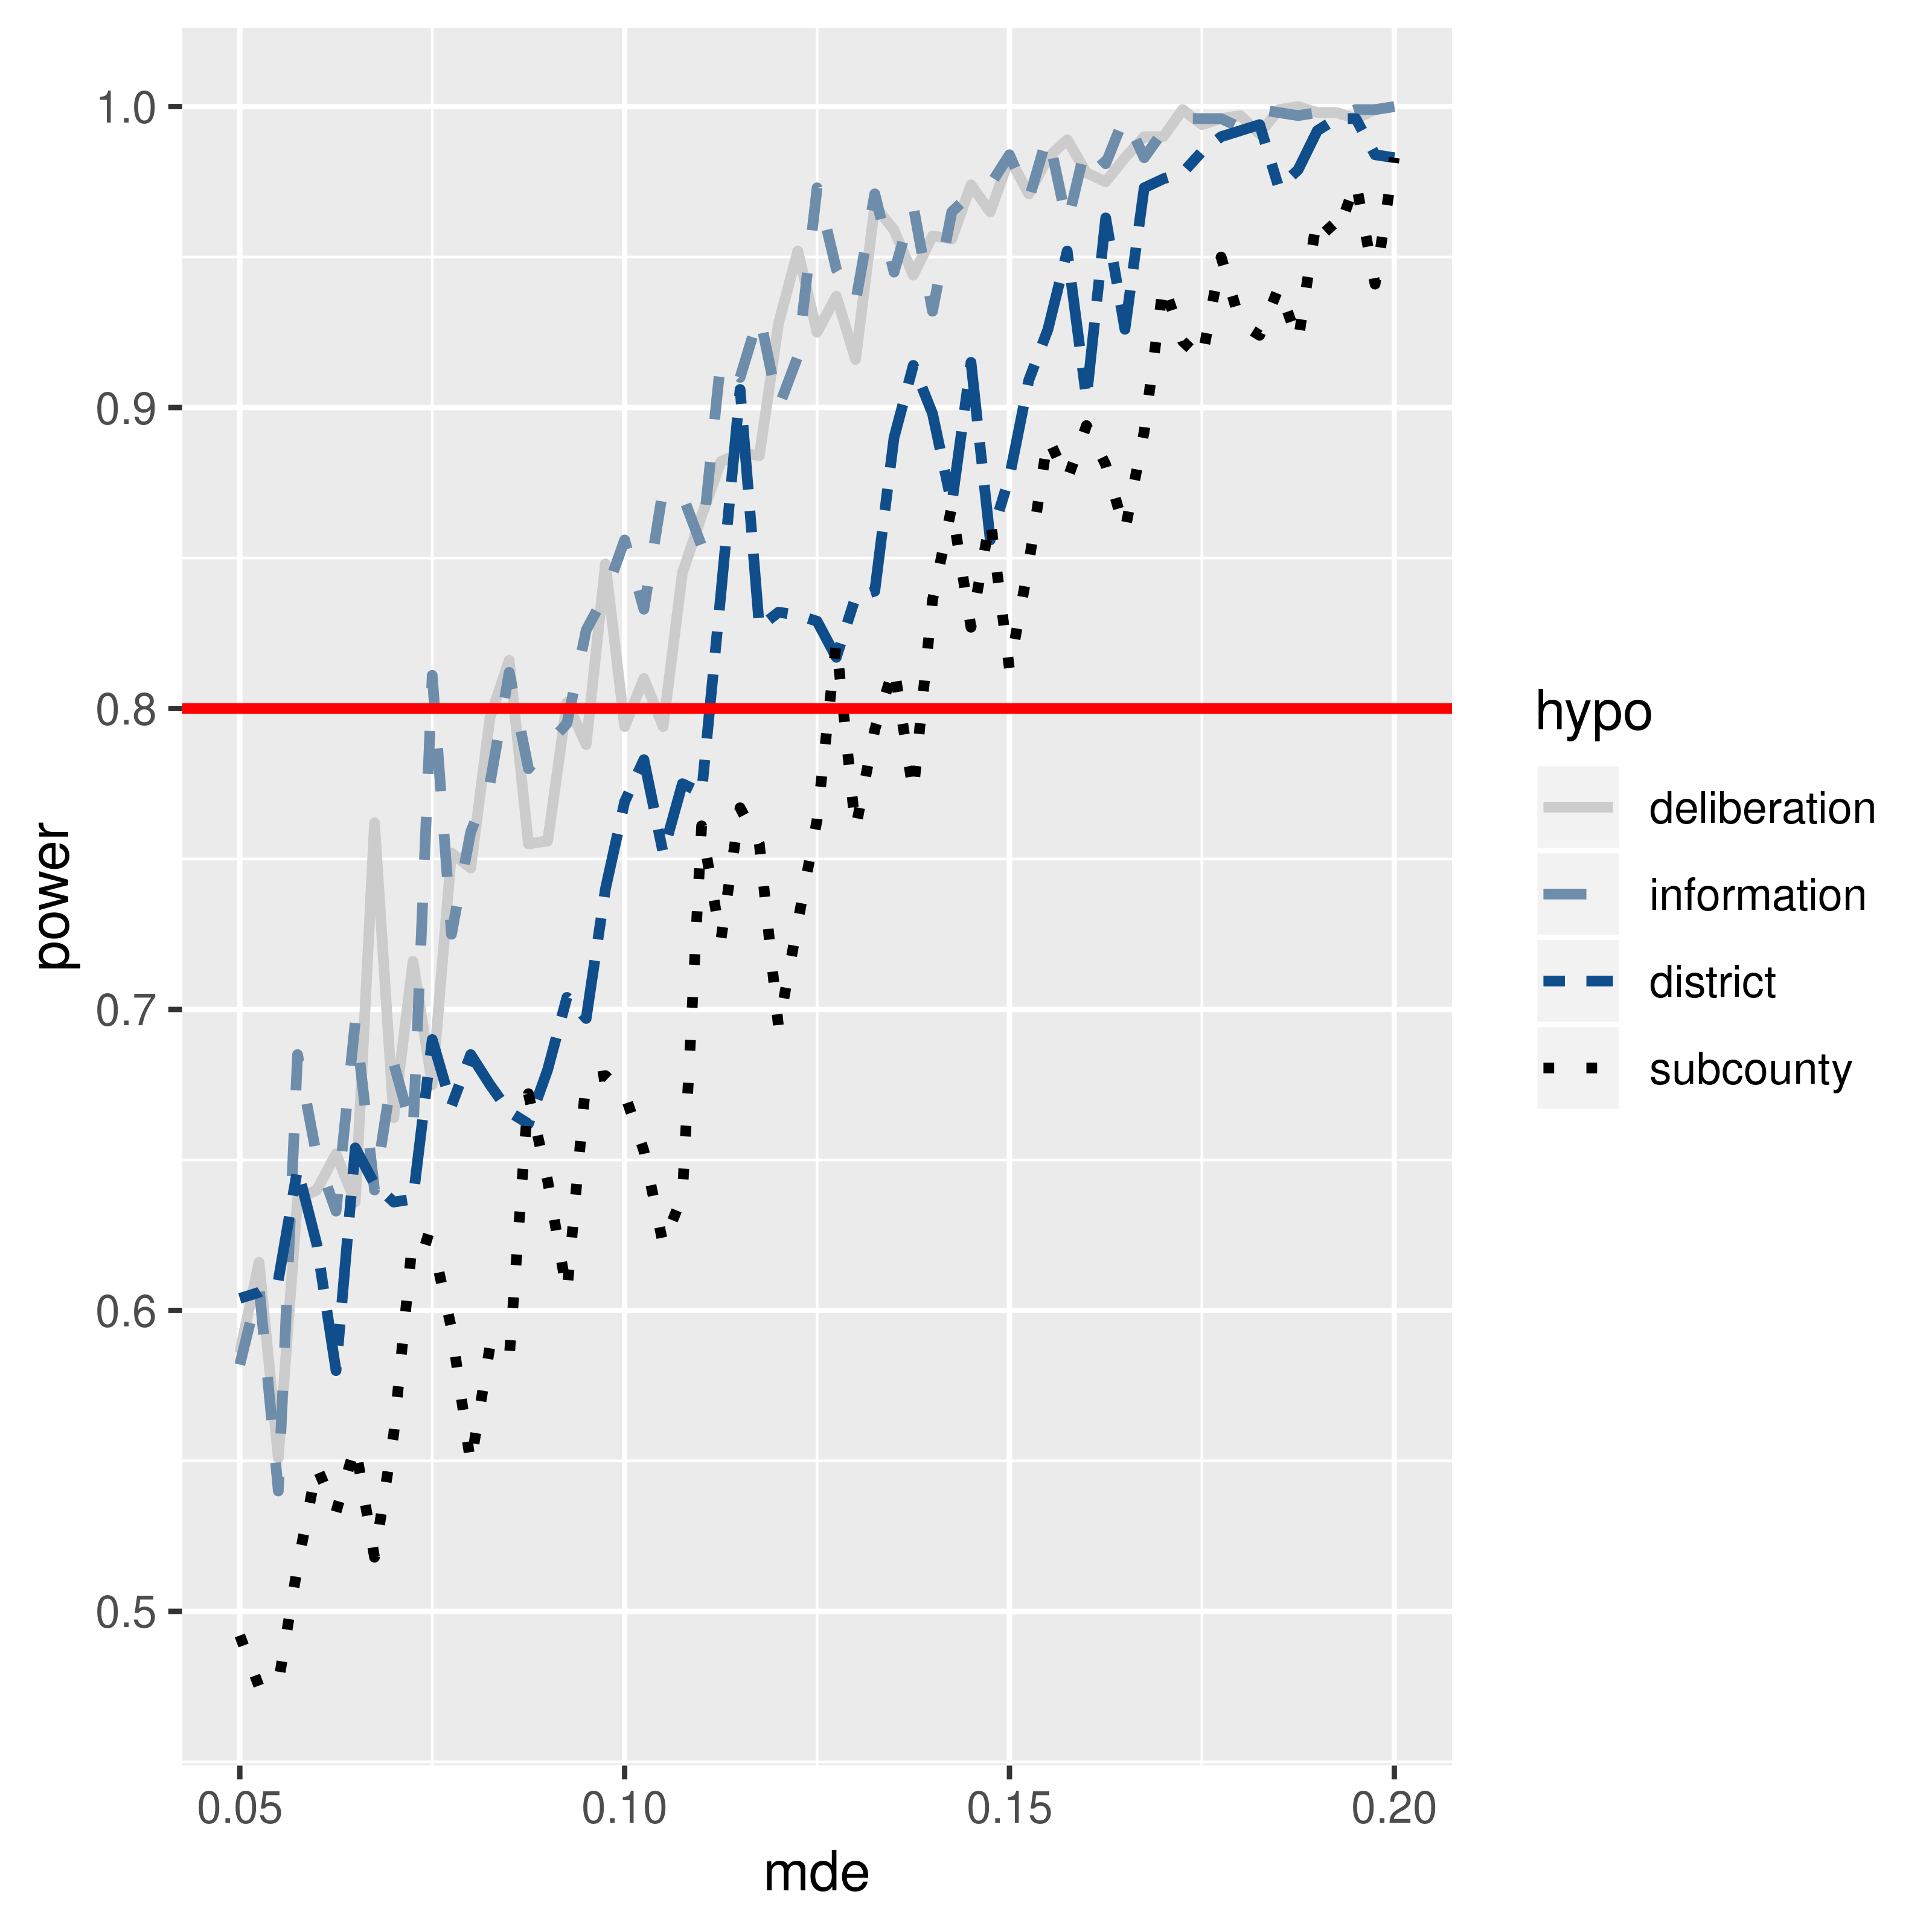 1.0
0.9
0.8
0.7
0.6
0.5
power
0.05 0.10 0.15 0.20
mde
hypo
deliberation
information
district
subcounty